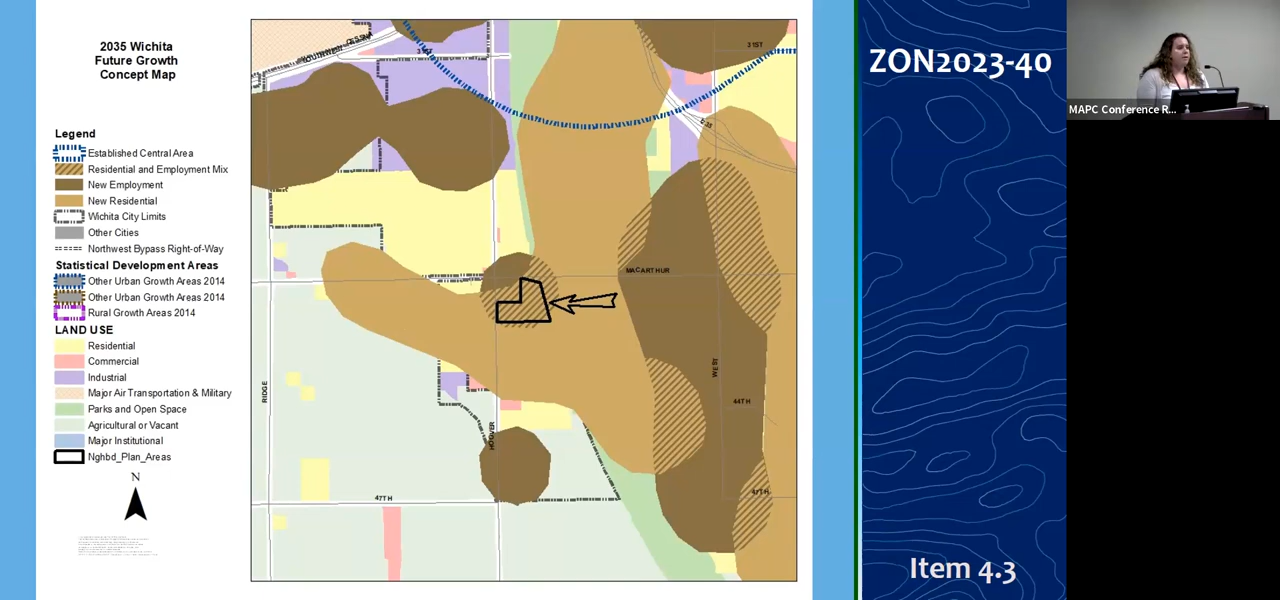 2035 Wichita
Future Growth
Concept Map
Legend
Established Central Area
Residential and Employment Mix
New Employment
New Residential
Wichita City Limits
Other Cities
Northwest Bypass Right-of-Way
Statistical Development Areas
Other Urban Growth Areas 2014
Other Urban Growth Areas 2014
Rural Growth Areas 2014
LAND USE
Residential
Commercial
Industrial
Major Air Transportation & Military
Parks and Open Space
Agricultural or Vacant
Major Institutional
Nghbd_Plan_Areas
N
CESSNA
31ST
MACARTHUR
RIDGE
HOOVER
WEST
44TH
47TH
47TH
ZON2023-40
Item 4.3
MAPC Conference R...